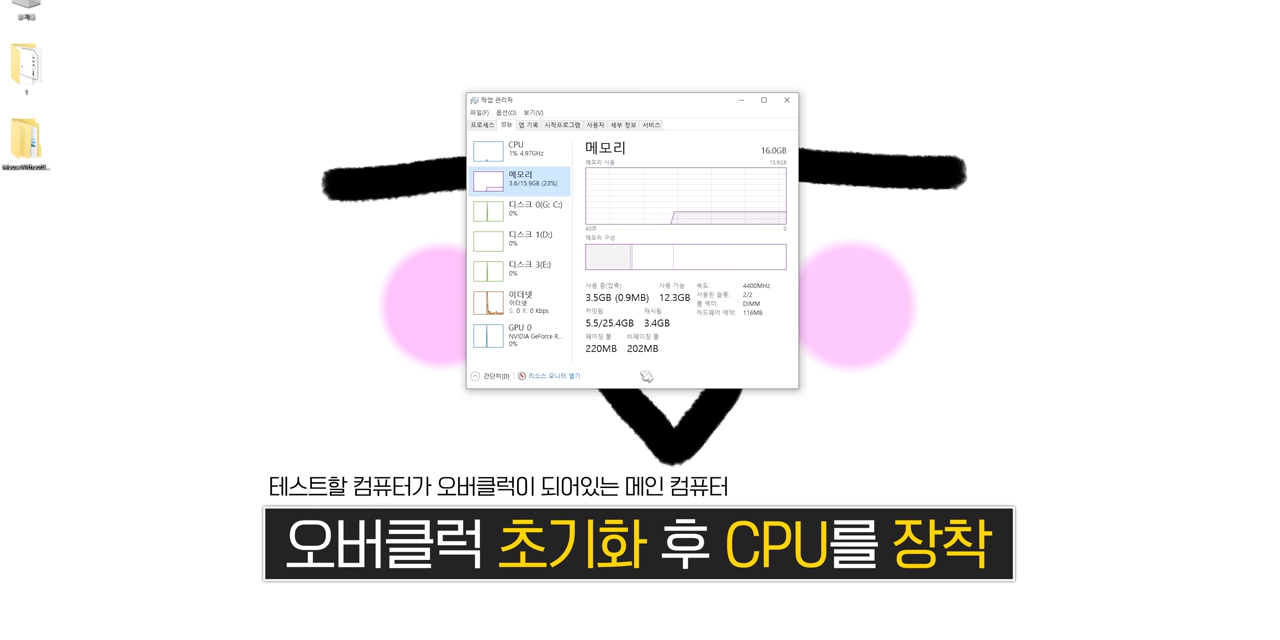 1
작업 관리자
파일(F) 옵션(O) 보기(V)
프로세스 성능 앱 기록 시작프로그램 사용자 세부 정보 서비스
CPU
1% 4.97GHz
메모리
3.6/15.9GB (23%)
디스크 0(G: C:)
0%
디스크 1(D:)
0%
디스크 3(E:)
0%
이더넷
이더넷
S: 0 R: 0 Kbps
GPU 0
NVIDIA GeForce R...
0%
메모리 16.0GB
메모리 사용 15.9GB
60초 0
메모리 구성
사용 중(압축) 사용 가능
3.5GB (0.9MB) 12.3GB
커밋됨 캐시됨
5.5/25.4GB 3.4GB
페이징 풀 비페이징 풀
220MB 202MB
속도: 4400MHz
사용된 슬롯: 2/2
폼 팩터: DIMM
하드웨어 예약: 116MB
간단히(D) 리소스 모니터 열기
테스트할 컴퓨터가 오버클럭이 되어있는 메인 컴퓨터
오버클럭 초기화 후 CPU를 장착